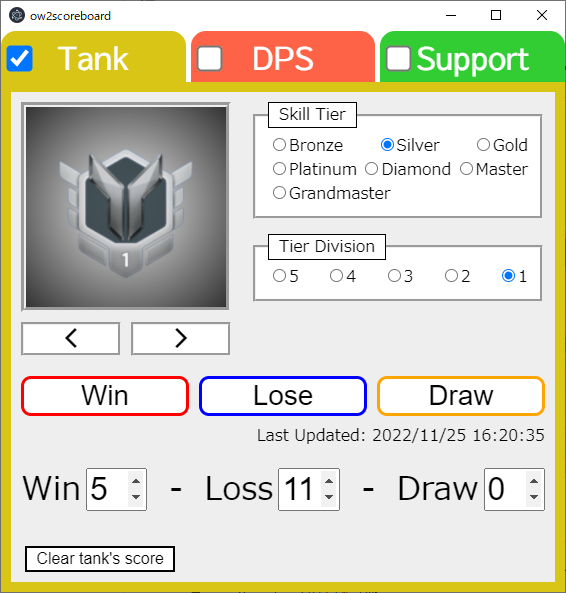 ow2scoreboard
Tank DPS Support
Skill Tier
Bronze Silver Gold
Platinum Diamond Master
Grandmaster
1
Tier Division
5 4 3 2 1
< >
Win Lose Draw
Last Updated: 2022/11/25 16:20:35
Win 5 - Loss 11 - Draw 0
Clear tank's score